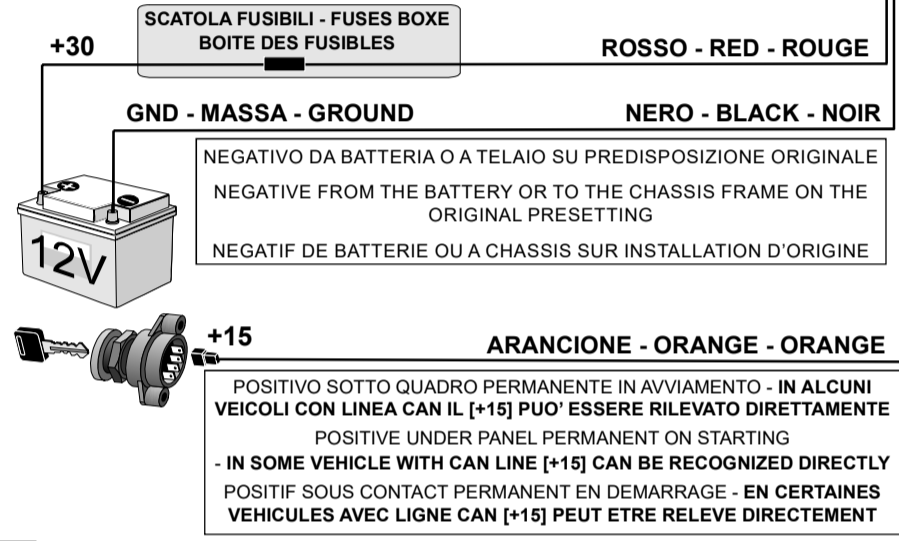 SCATOLA FUSIBILI - FUSES BOXE
BOITE DES FUSIBLES
+30
ROSSO - RED - ROUGE
GND - MASSA - GROUND
NERO - BLACK - NOIR
NEGATIVO DA BATTERIA O A TELAIO SU PREDISPOSIZIONE ORIGINALE
NEGATIVE FROM THE BATTERY OR TO THE CHASSIS FRAME ON THE
ORIGINAL PRESETTING
NEGATIF DE BATTERIE OU A CHASSIS SUR INSTALLATION D'ORIGINE
12V
+15
ARANCIONE - ORANGE - ORANGE
POSITIVO SOTTO QUADRO PERMANENTE IN AVVIAMENTO - IN ALCUNI
VEICOLI CON LINEA CAN IL [+15] PUO' ESSERE RILEVATO DIRETTAMENTE
POSITIVE UNDER PANEL PERMANENT ON STARTING
- IN SOME VEHICLE WITH CAN LINE [+15] CAN BE RECOGNIZED DIRECTLY
POSITIF SOUS CONTACT PERMANENT EN DEMARRAGE - EN CERTAINES
VEHICULES AVEC LIGNE CAN [+15] PEUT ETRE RELEVE DIRECTEMENT